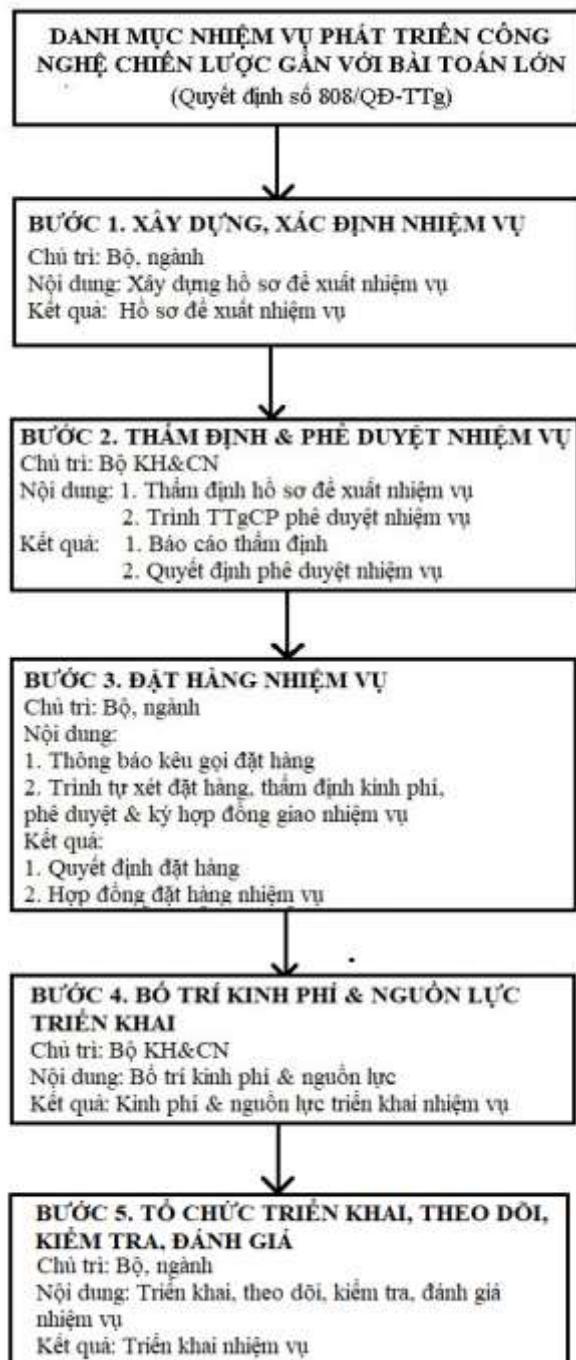 DANH MỤC NHIỆM VỤ PHÁT TRIỂN CÔNG
NGHỆ CHIẾN LƯỢC GẮN VỚI BÀI TOÁN LỚN
(Quyết định số 808/QĐ-TTg)
BƯỚC 1. XÂY DỰNG, XÁC ĐỊNH NHIỆM VỤ
Chủ trì: Bộ, ngành
Nội dung: Xây dựng hồ sơ đề xuất nhiệm vụ
Kết quả: Hồ sơ đề xuất nhiệm vụ
BƯỚC 2. THẨM ĐỊNH & PHÊ DUYỆT NHIỆM VỤ
Chủ trì: Bộ KH&CN
Nội dung: 1. Thẩm định hồ sơ đề xuất nhiệm vụ
2. Trình TTgCP phê duyệt nhiệm vụ
Kết quả: 1. Báo cáo thẩm định
2. Quyết định phê duyệt nhiệm vụ
BƯỚC 3. ĐẶT HÀNG NHIỆM VỤ
Chủ trì: Bộ, ngành
Nội dung:
1. Thông báo kêu gọi đặt hàng
2. Trình tự xét đặt hàng, thẩm định kinh phí,
phê duyệt & ký hợp đồng giao nhiệm vụ
Kết quả:
1. Quyết định đặt hàng
2. Hợp đồng đặt hàng nhiệm vụ
BƯỚC 4. BỐ TRÍ KINH PHÍ & NGUỒN LỰC
TRIỂN KHAI
Chủ trì: Bộ KH&CN
Nội dung: Bố trí kinh phí & nguồn lực
Kết quả: Kinh phí & nguồn lực triển khai nhiệm vụ
BƯỚC 5. TỔ CHỨC TRIỂN KHAI, THEO DÕI,
KIỂM TRA, ĐÁNH GIÁ
Chủ trì: Bộ, ngành
Nội dung: Triển khai, theo dõi, kiểm tra, đánh giá
nhiệm vụ
Kết quả: Triển khai nhiệm vụ